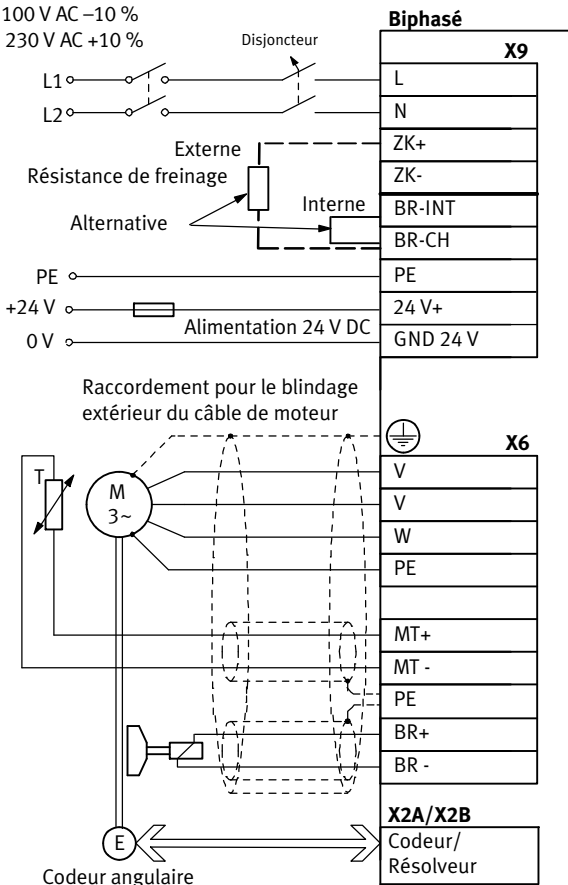 100 V AC –10 %
230 V AC +10 %
Disjoncteur
Biphasé
X9
L1
L
L2
N
Externe
ZK+
Résistance de freinage
ZK-
Interne
BR-INT
Alternative
BR-CH
PE
PE
+24 V
24 V+
Alimentation 24 V DC
0 V
GND 24 V
Raccordement pour le blindage
extérieur du câble de moteur
X6
T
V
M
3~
V
W
PE
MT+
MT -
PE
BR+
BR -
X2A/X2B
E
Codeur/
Résolveur
Codeur angulaire